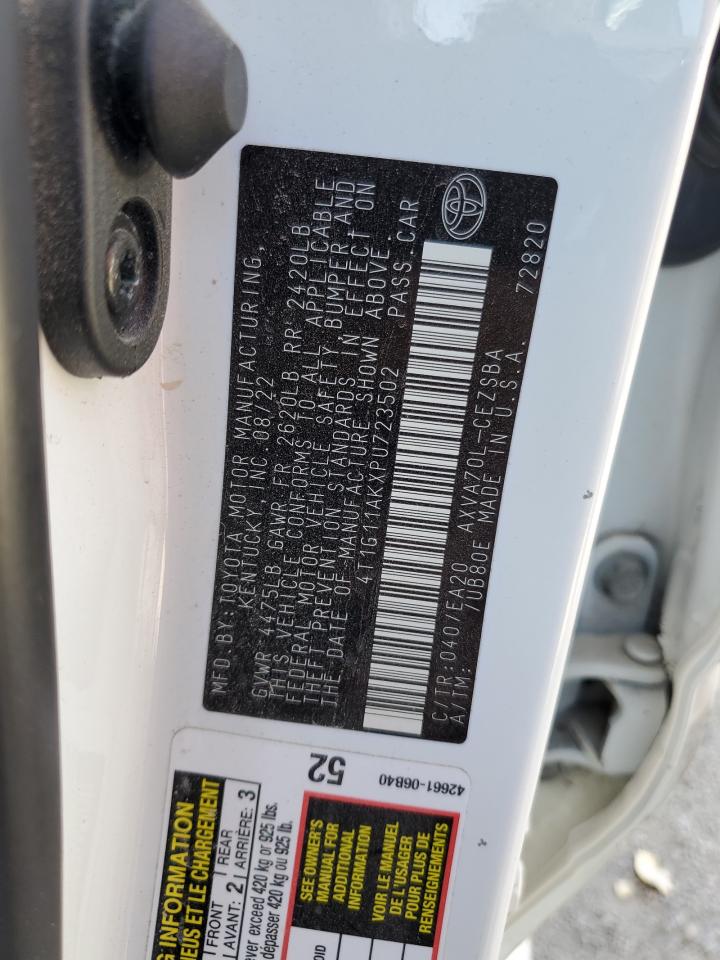 MFD.BY: TOYOTA MOTOR MANUFACTURING,
KENTUCKY, INC. 08/22
GVWR 4475LB GAWR FR 2620LB RR 2420LB
THIS VEHICLE CONFORMS TO ALL APPLICABLE
FEDERAL MOTOR VEHICLE SAFETY, BUMPER AND
THEFT PREVENTION STANDARDS IN EFFECT ON
THE DATE OF MANUFACTURE SHOWN ABOVE.
4T1G11AKXPU723502 PASS.CAR
C/TR:040/EA20 AXVA70L-CEZSBA
A/TM: /UB80E MADE IN U.S.A. 72820
52
42661-06B40
INFORMATION
NEUS ET LE CHARGEMENT
FRONT REAR 3
AVANT: 2 ARRIÈRE:
exceed 420 kg or 925 lbs.
dépasser 420 kg ou 925 lb.
SEE OWNER'S
MANUAL FOR
ADDITIONAL
INFORMATION
VOIR LE MANUEL
DE L'USAGER
POUR PLUS DE
RENSEIGNEMENTS